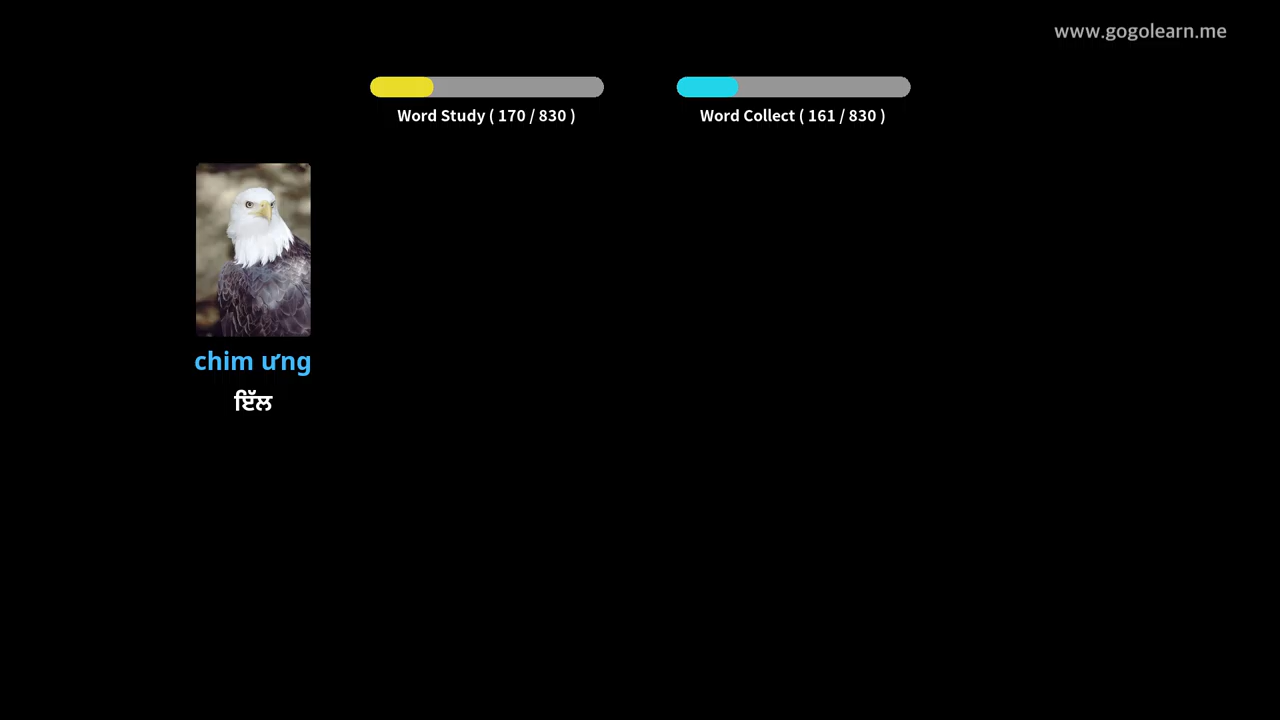 www.gogolearn.me
Word Study ( 170 / 830 )
Word Collect ( 161 / 830 )
chim ưng
ਇੱਲ